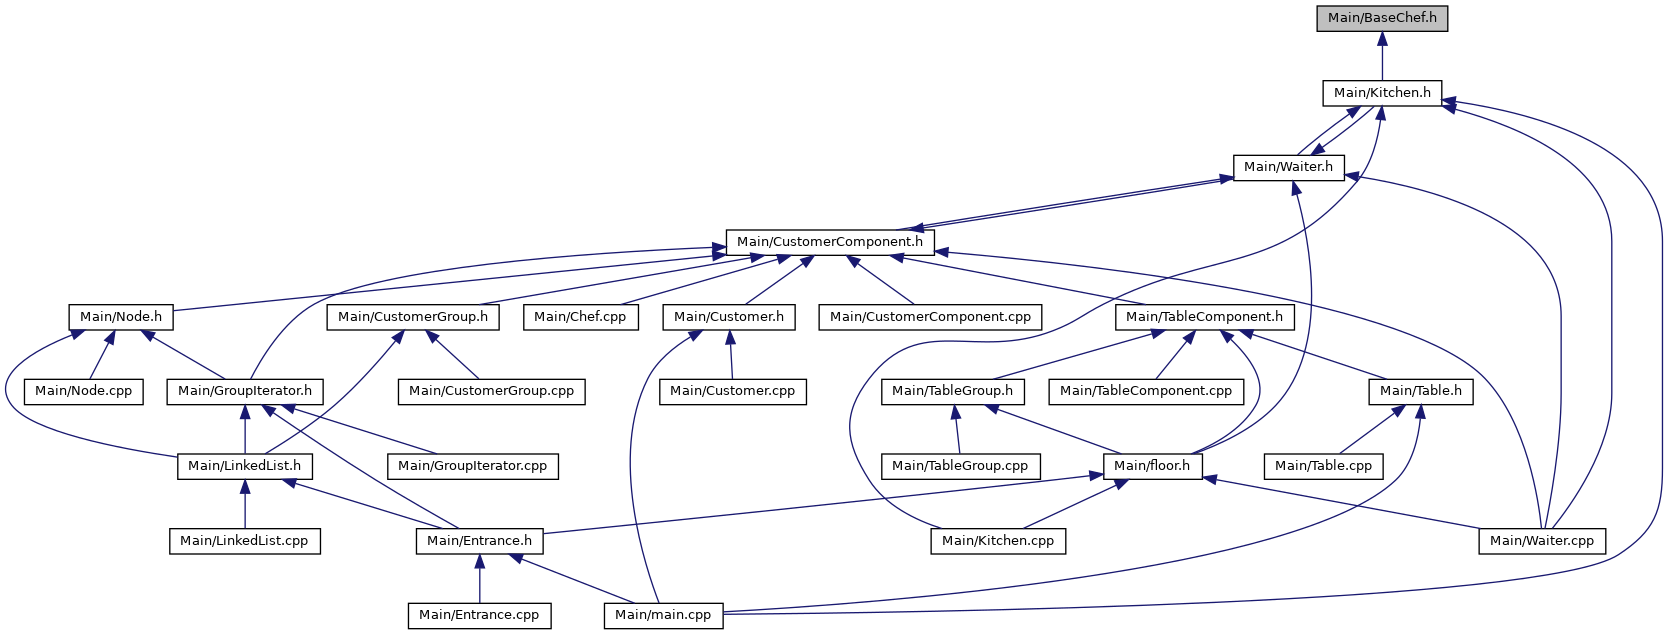 Main/BaseChef.h
Main/Kitchen.h
Main/Waiter.h
Main/CustomerComponent.h
Main/Node.h
Main/CustomerGroup.h
Main/Chef.cpp
Main/Customer.h
Main/CustomerComponent.cpp
Main/TableComponent.h
Main/Node.cpp
Main/GroupIterator.h
Main/CustomerGroup.cpp
Main/Customer.cpp
Main/TableGroup.h
Main/TableComponent.cpp
Main/Table.h
Main/LinkedList.h
Main/GroupIterator.cpp
Main/TableGroup.cpp
Main/floor.h
Main/Table.cpp
Main/LinkedList.cpp
Main/Entrance.h
Main/Kitchen.cpp
Main/Waiter.cpp
Main/Entrance.cpp
Main/main.cpp